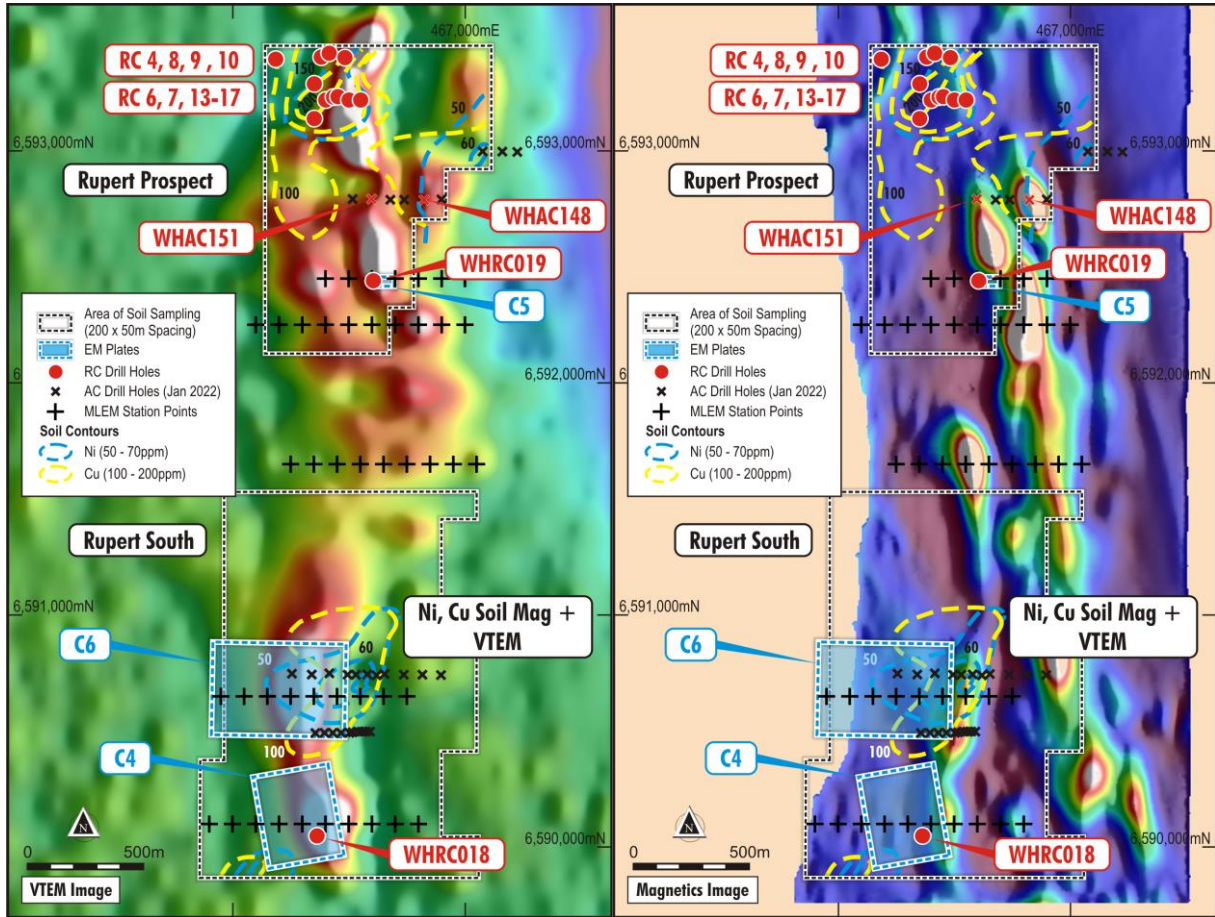 467,000mE
RC 4, 8, 9 , 10
150
RC 6, 7, 13-17
200
50
6,593,000mN
60
Rupert Prospect
100
WHAC148
WHAC151
WHRC019
C5
Area of Soil Sampling
(200 x 50m Spacing)
EM Plates
RC Drill Holes
AC Drill Holes (Jan 2022)
MLEM Station Points
Soil Contours
Ni (50 - 70ppm)
Cu (100 - 200ppm)
Rupert South
C6
50
60
100
C4
N
0
500m
VTEM Image
WHRC018
467,000mE
RC 4, 8, 9 , 10
150
RC 6, 7, 13-17
200
50
6,593,000mN
6,593,000mN
60
Rupert Prospect
100
WHAC148
WHAC151
WHRC019
C5
6,592,000mN
Area of Soil Sampling
(200 x 50m Spacing)
EM Plates
RC Drill Holes
AC Drill Holes (Jan 2022)
MLEM Station Points
Soil Contours
Ni (50 - 70ppm)
Cu (100 - 200ppm)
6,592,000mN
Rupert South
6,591,000mN
Ni, Cu Soil Mag +
VTEM
6,591,000mN
Ni, Cu Soil Mag +
VTEM
C6
50
60
100
C4
6,590,000mN
6,590,000mN
N
0
500m
Magnetics Image
WHRC018